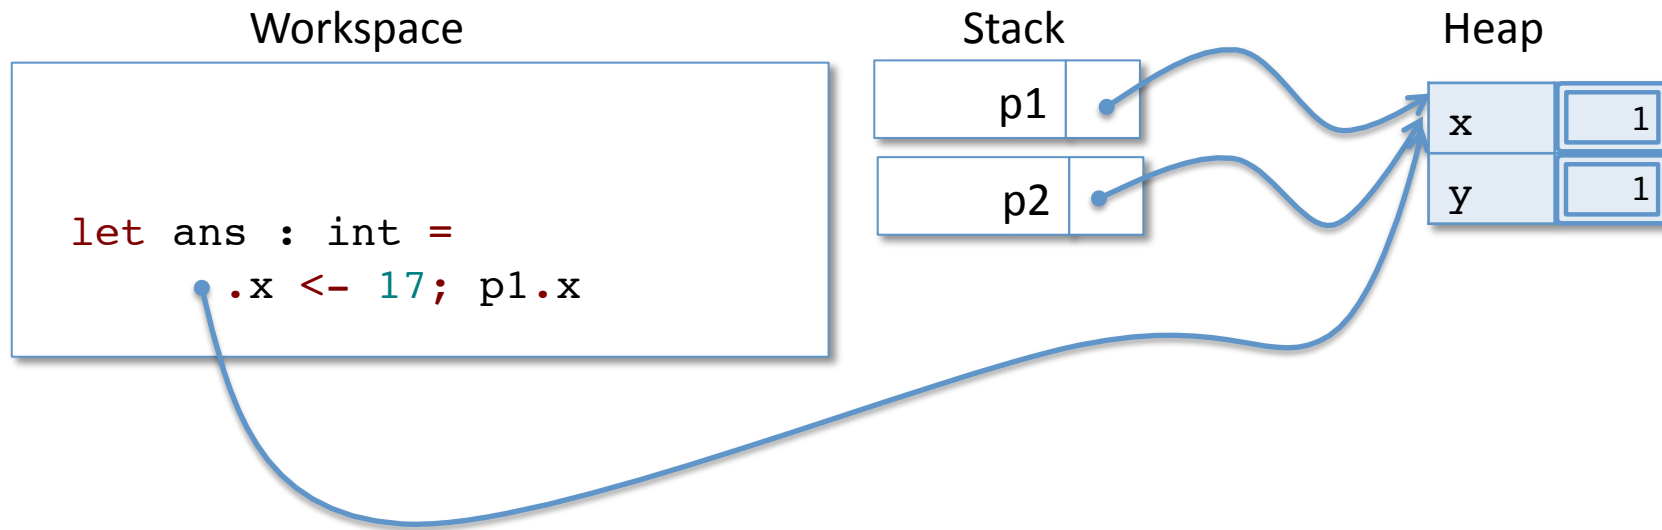 Workspace
Stack
Heap
let ans : int =
.x <- 17; p1.x
p1
p2
x 1
y 1